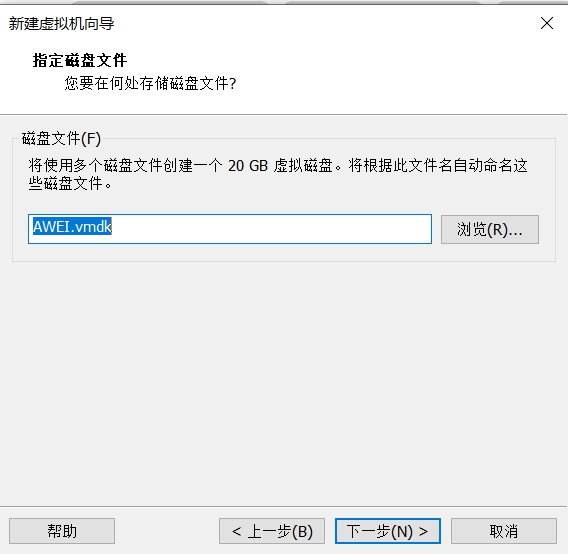 新建虚拟机向导
指定磁盘文件
您要在何处存储磁盘文件?
磁盘文件(F)
将使用多个磁盘文件创建一个 20 GB 虚拟磁盘。将根据此文件名自动命名这
些磁盘文件。
AWEI.vmdk
浏览(R)...
帮助
< 上一步(B)
下一步(N) >
取消